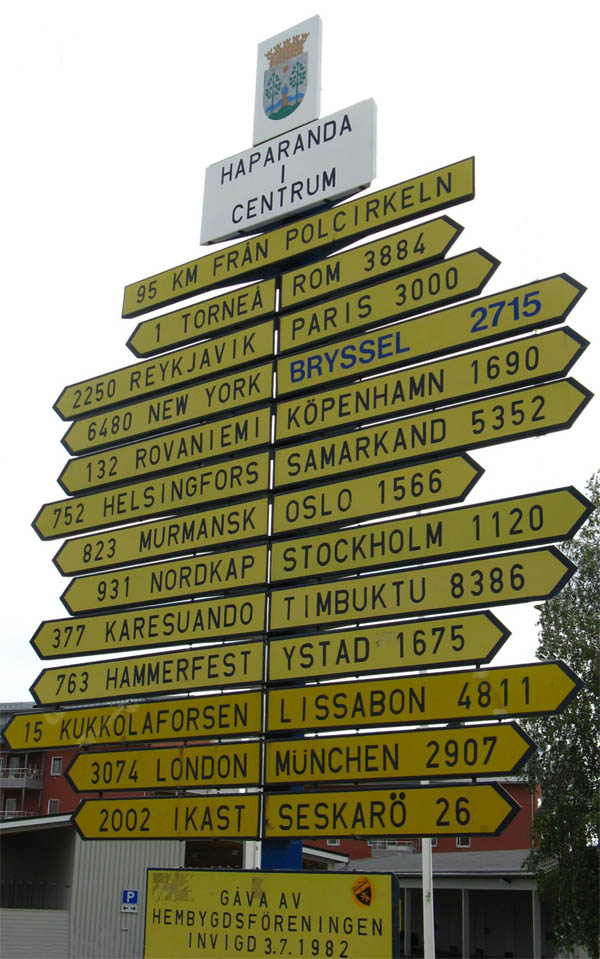 HAPARANDA
I
CENTRUM
95 KM FRÅN POLCIRKELN
1 TORNEÅ
ROM 3884
2250 REYKJAVIK
PARIS 3000
6480 NEW YORK
BRYSSEL 2715
132 ROVANIEMI
KÖPENHAMN 1690
752 HELSINGFORS
SAMARKAND 5352
823 MURMANSK
OSLO 1566
931 NORDKAP
STOCKHOLM 1120
377 KARESUANDO
TIMBUKTU 8386
763 HAMMERFEST
YSTAD 1675
15 KUKKOLAFORSEN
LISSABON 4811
3074 LONDON
MÜNCHEN 2907
2002 IKAST
SESKARÖ 26
P
GÅVA AV
HEMBYGDSFÖRENINGEN
INVIGD 3.7.1982